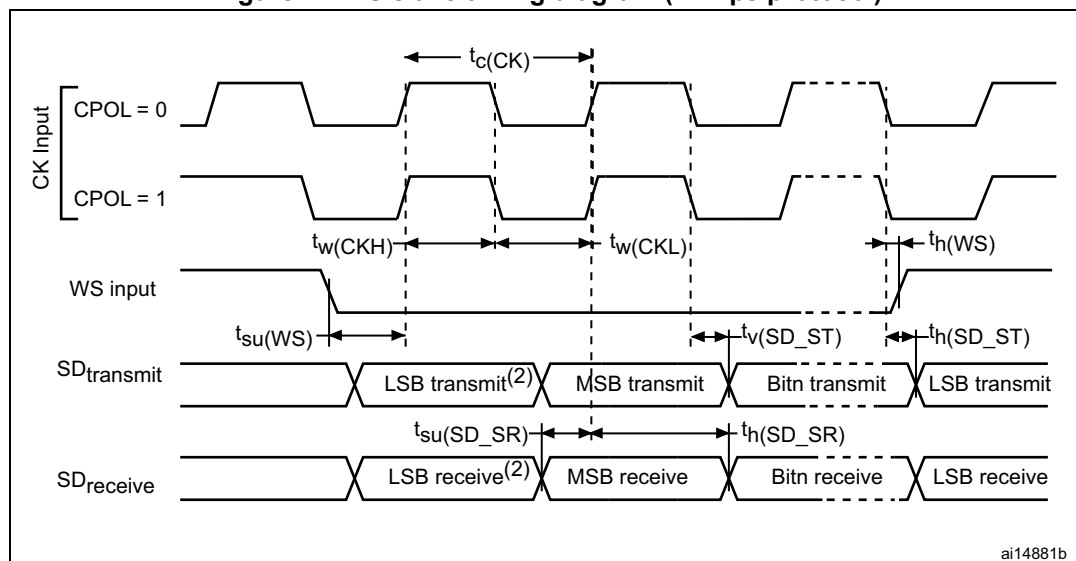 t_c(CK)
CK Input
CPOL = 0
CPOL = 1
t_w(CKH)
t_w(CKL)
t_h(WS)
WS input
t_su(WS)
t_v(SD_ST)
t_h(SD_ST)
SD_transmit
LSB transmit(2)
MSB transmit
Bitn transmit
LSB transmit
t_su(SD_SR)
t_h(SD_SR)
SD_receive
LSB receive(2)
MSB receive
Bitn receive
LSB receive
ai14881b